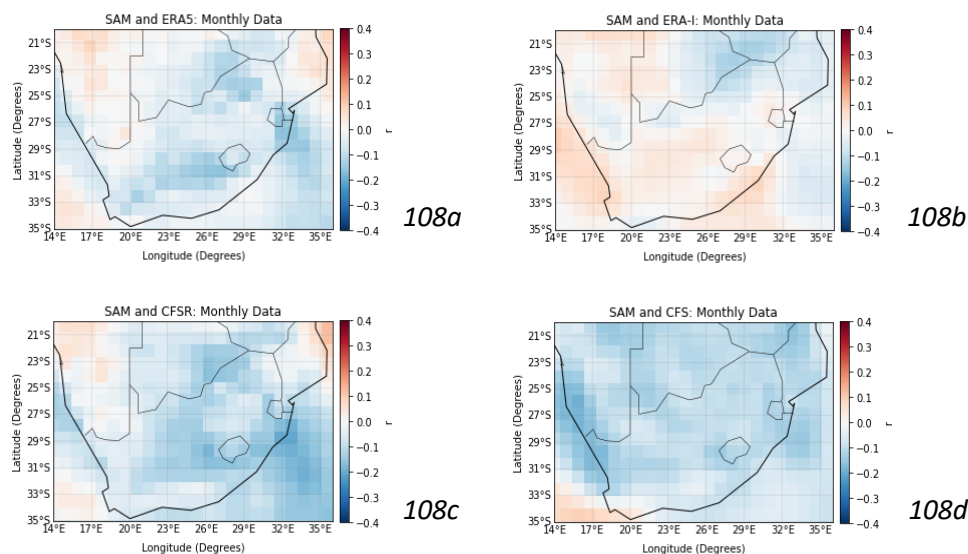 SAM and ERA5: Monthly Data
21°S
23°S
25°S
27°S
29°S
31°S
33°S
35°S
14°E 17°E 20°E 23°E 26°E 29°E 32°E 35°E
Latitude (Degrees)
Longitude (Degrees)
0.4
0.3
0.2
0.1
0.0
−0.1
−0.2
−0.3
−0.4
r
108a
SAM and ERA-I: Monthly Data
21°S
23°S
25°S
27°S
29°S
31°S
33°S
35°S
14°E 17°E 20°E 23°E 26°E 29°E 32°E 35°E
Latitude (Degrees)
Longitude (Degrees)
0.4
0.3
0.2
0.1
0.0
−0.1
−0.2
−0.3
−0.4
r
108b
SAM and CFSR: Monthly Data
21°S
23°S
25°S
27°S
29°S
31°S
33°S
35°S
14°E 17°E 20°E 23°E 26°E 29°E 32°E 35°E
Latitude (Degrees)
Longitude (Degrees)
0.4
0.3
0.2
0.1
0.0
−0.1
−0.2
−0.3
−0.4
r
108c
SAM and CFS: Monthly Data
21°S
23°S
25°S
27°S
29°S
31°S
33°S
35°S
14°E 17°E 20°E 23°E 26°E 29°E 32°E 35°E
Latitude (Degrees)
Longitude (Degrees)
0.4
0.3
0.2
0.1
0.0
−0.1
−0.2
−0.3
−0.4
r
108d